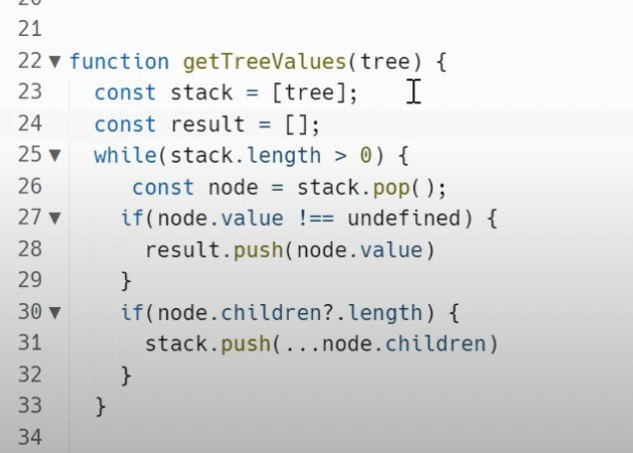 21
22 ▼ function getTreeValues(tree) {
23 const stack = [tree];
24 const result = [];
25 ▼ while(stack.length > 0) {
26 const node = stack.pop();
27 ▼ if(node.value !== undefined) {
28 result.push(node.value)
29 }
30 ▼ if(node.children?.length) {
31 stack.push(...node.children)
32 }
33 }
34